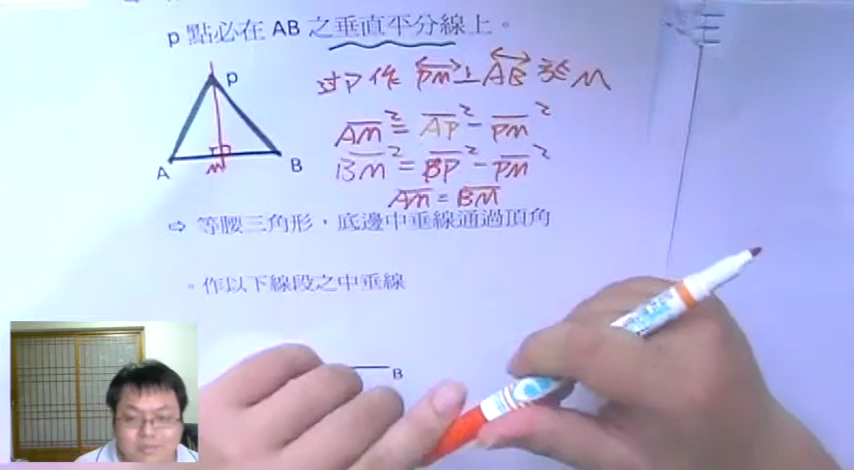 p 點必在 AB 之垂直平分線上。
P
过P作 PM⊥AB 於 M
AM² = AP² - PM²
A M B
BM² = BP² - PM²
AM = BM
⇨ 等腰三角形，底邊中垂線通過頂角
。作以下線段之中垂線
B